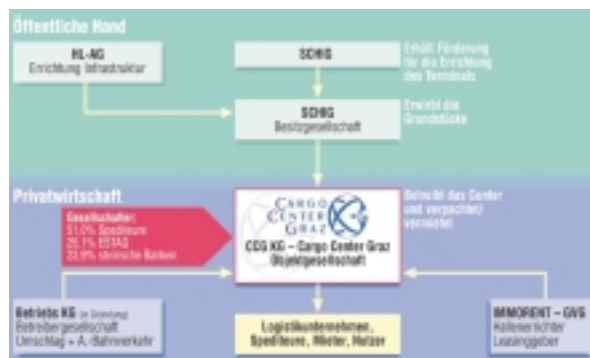 Öffentliche Hand
HL-AG
Errichtung Infrastruktur
SCHIG
Erhält Förderung
für die Errichtung
des Terminals
SCHIG
Besitzgesellschaft
Erwirbt die
Grundstücke
Privatwirtschaft
Gesellschafter:
51,0% Spediteure
25,1% ESTAG
23,9% steirische Banken
CARGO
CENTER
GRAZ
CCG KG – Cargo Center Graz
Objektgesellschaft
Betreibt das Center
und verpachtet/
vermietet
Betriebs KG (in Gründung)
Betreibergesellschaft
Umschlag + A.-Bahnverkehr
Logistikunternehmen,
Spediteure, Mieter, Nutzer
IMMORENT – GVG
Hallenerrichter
Leasinggeber